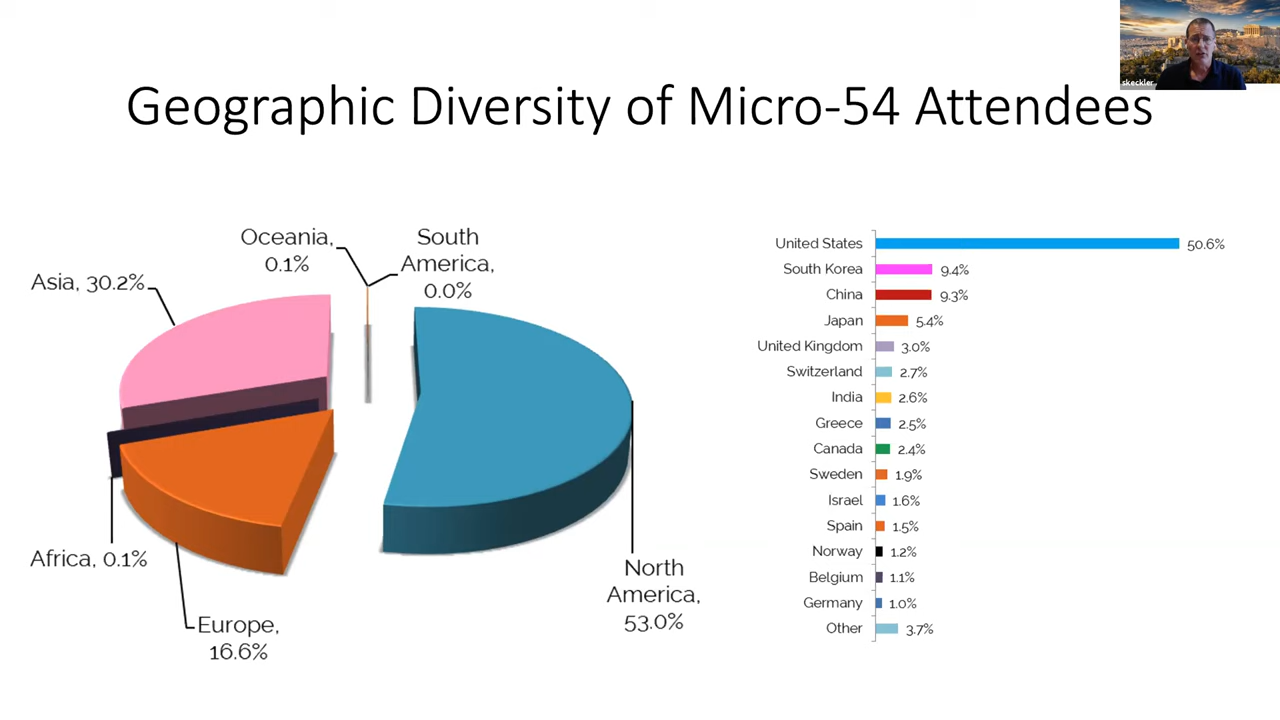 skeckler
Geographic Diversity of Micro-54 Attendees
Oceania,
0.1%
South
America,
0.0%
Asia, 30.2%
Africa, 0.1%
Europe,
16.6%
North
America,
53.0%
United States 50.6%
South Korea 9.4%
China 9.3%
Japan 5.4%
United Kingdom 3.0%
Switzerland 2.7%
India 2.6%
Greece 2.5%
Canada 2.4%
Sweden 1.9%
Israel 1.6%
Spain 1.5%
Norway 1.2%
Belgium 1.1%
Germany 1.0%
Other 3.7%